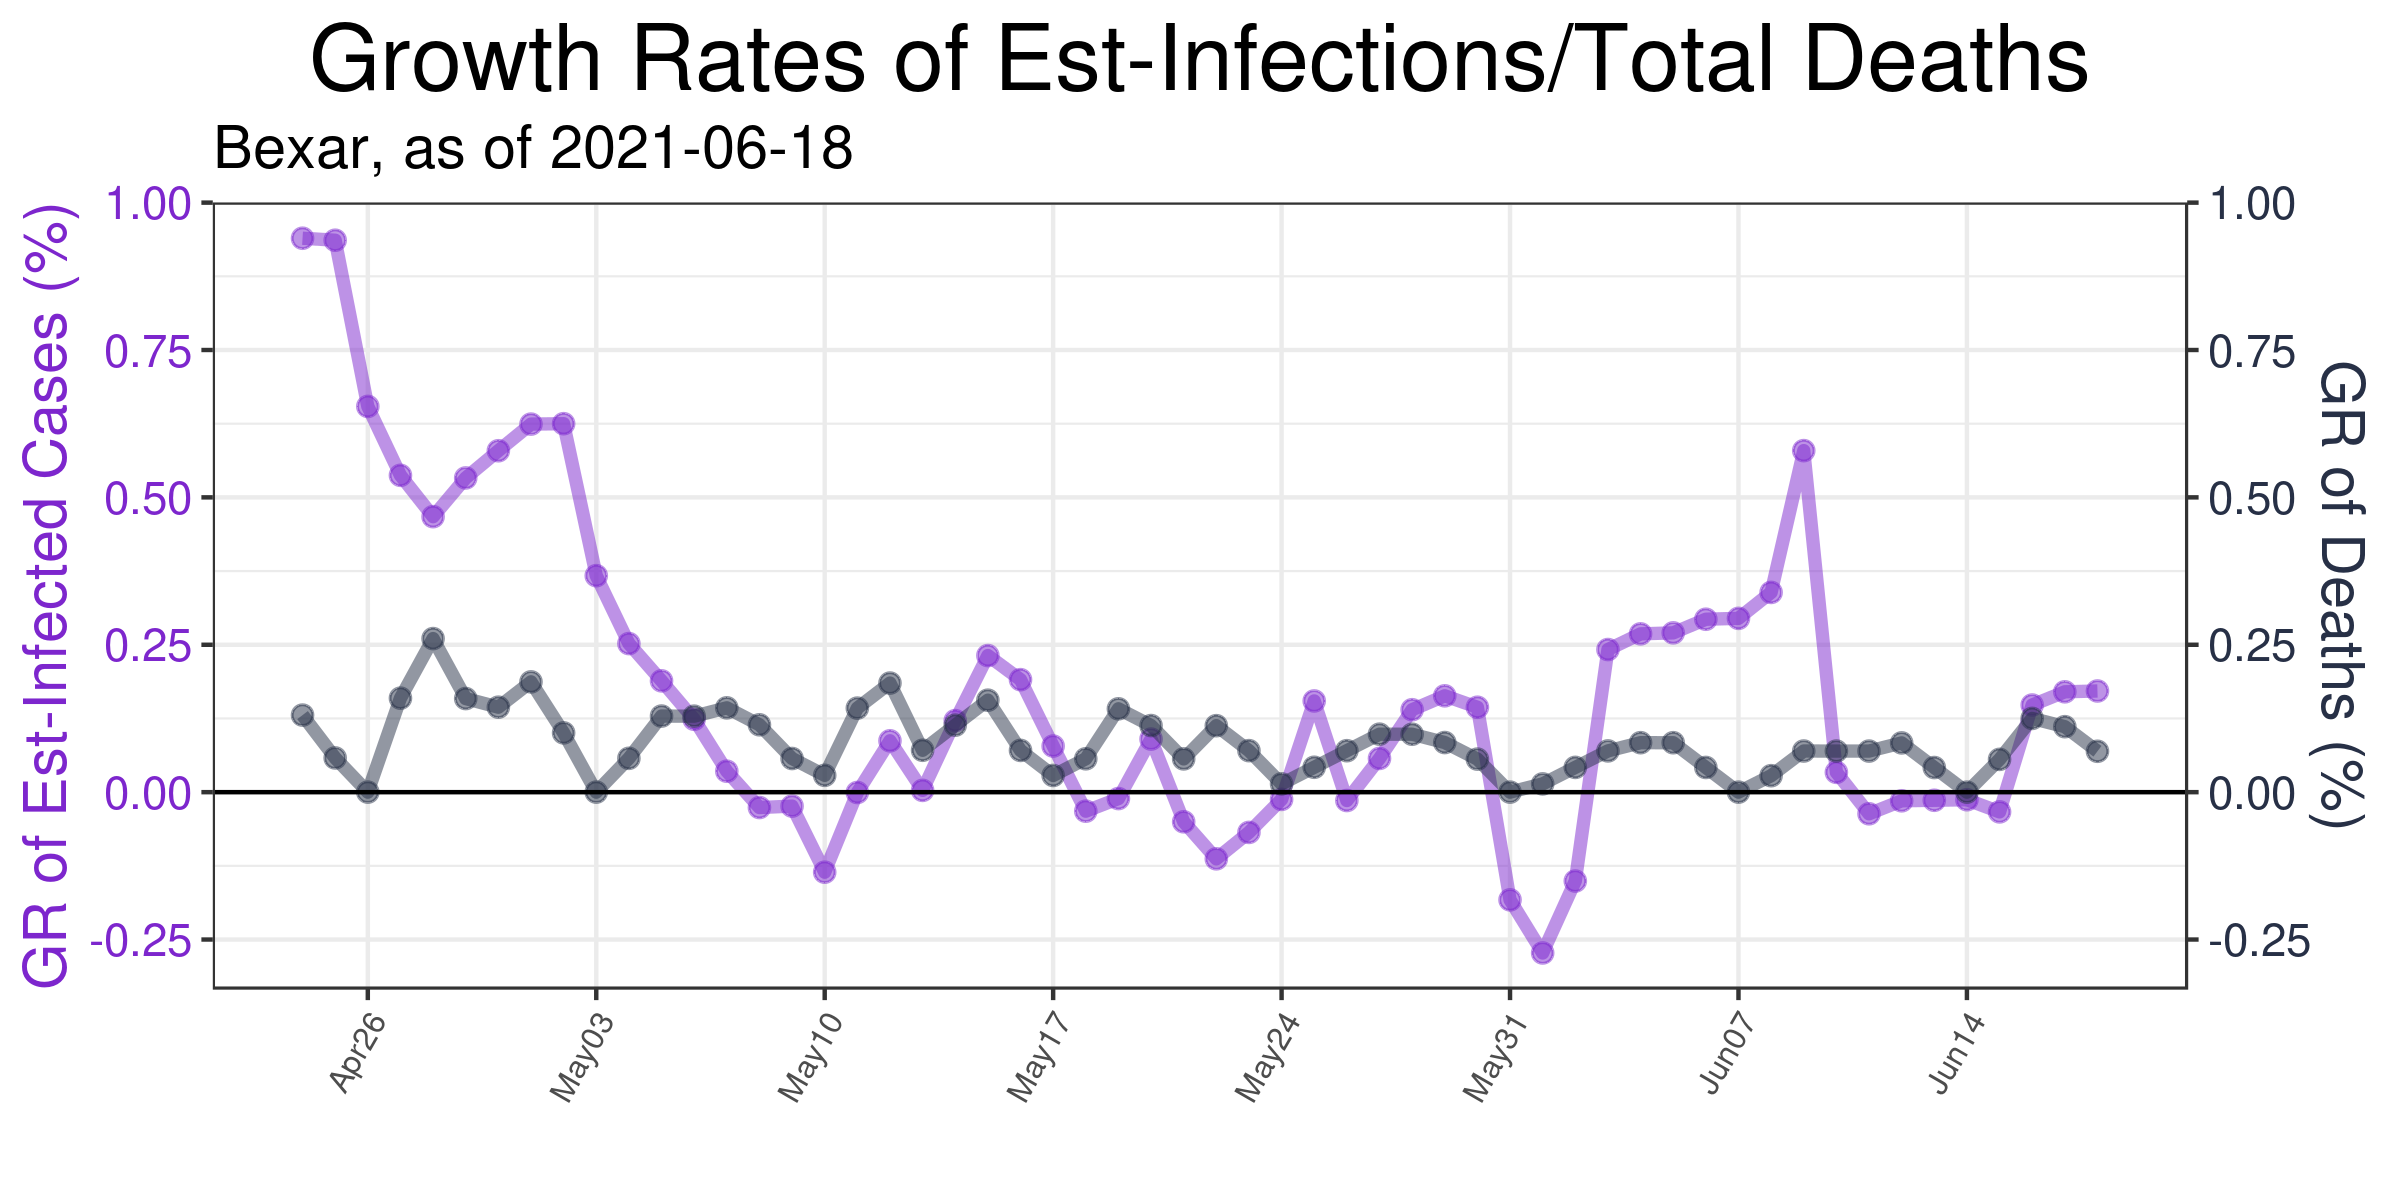 Growth Rates of Est-Infections/Total Deaths
Bexar, as of 2021-06-18
GR of Est-Infected Cases (%)
1.00
0.75
0.50
0.25
0.00
-0.25
1.00
0.75
0.50
0.25
0.00
-0.25
GR of Deaths (%)
Apr26
May03
May10
May17
May24
May31
Jun07
Jun14